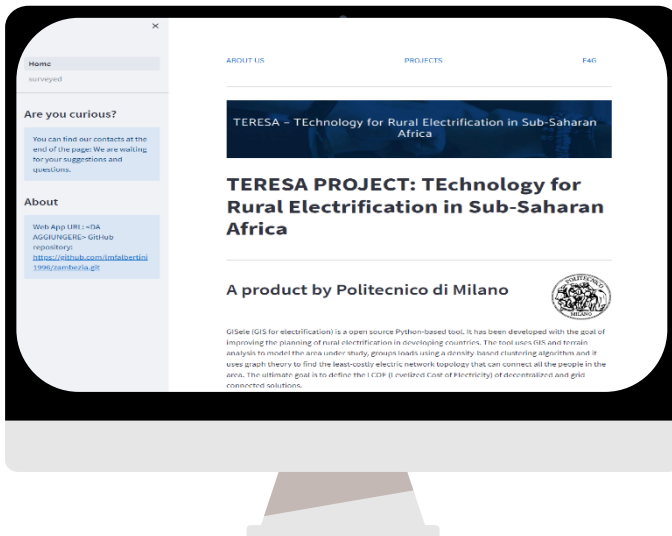 ×
Home
surveyed
Are you curious?
You can find our contacts at the
end of the page: We are waiting
for your suggestions and
questions.
About
Web App URL: <DA
AGGIUNGERE> GitHub
repository:
https://github.com/lmfalbertini
1996/zambezia.git
ABOUT US
PROJECTS
E4G
TERESA – TEchnology for Rural Electrification in Sub-Saharan
Africa
TERESA PROJECT: TEchnology for
Rural Electrification in Sub-Saharan
Africa
A product by Politecnico di Milano
POLITECNICO
MILANO
GISele (GIS for electrification) is a open source Python-based tool. It has been developed with the goal of
improving the planning of rural electrification in developing countries. The tool uses GIS and terrain
analysis to model the area under study, groups loads using a density-based clustering algorithm and it
uses graph theory to find the least-costly electric network topology that can connect all the people in the
area. The ultimate goal is to define the LCOE (Levelized Cost of Electricity) of decentralized and grid
connected solutions.